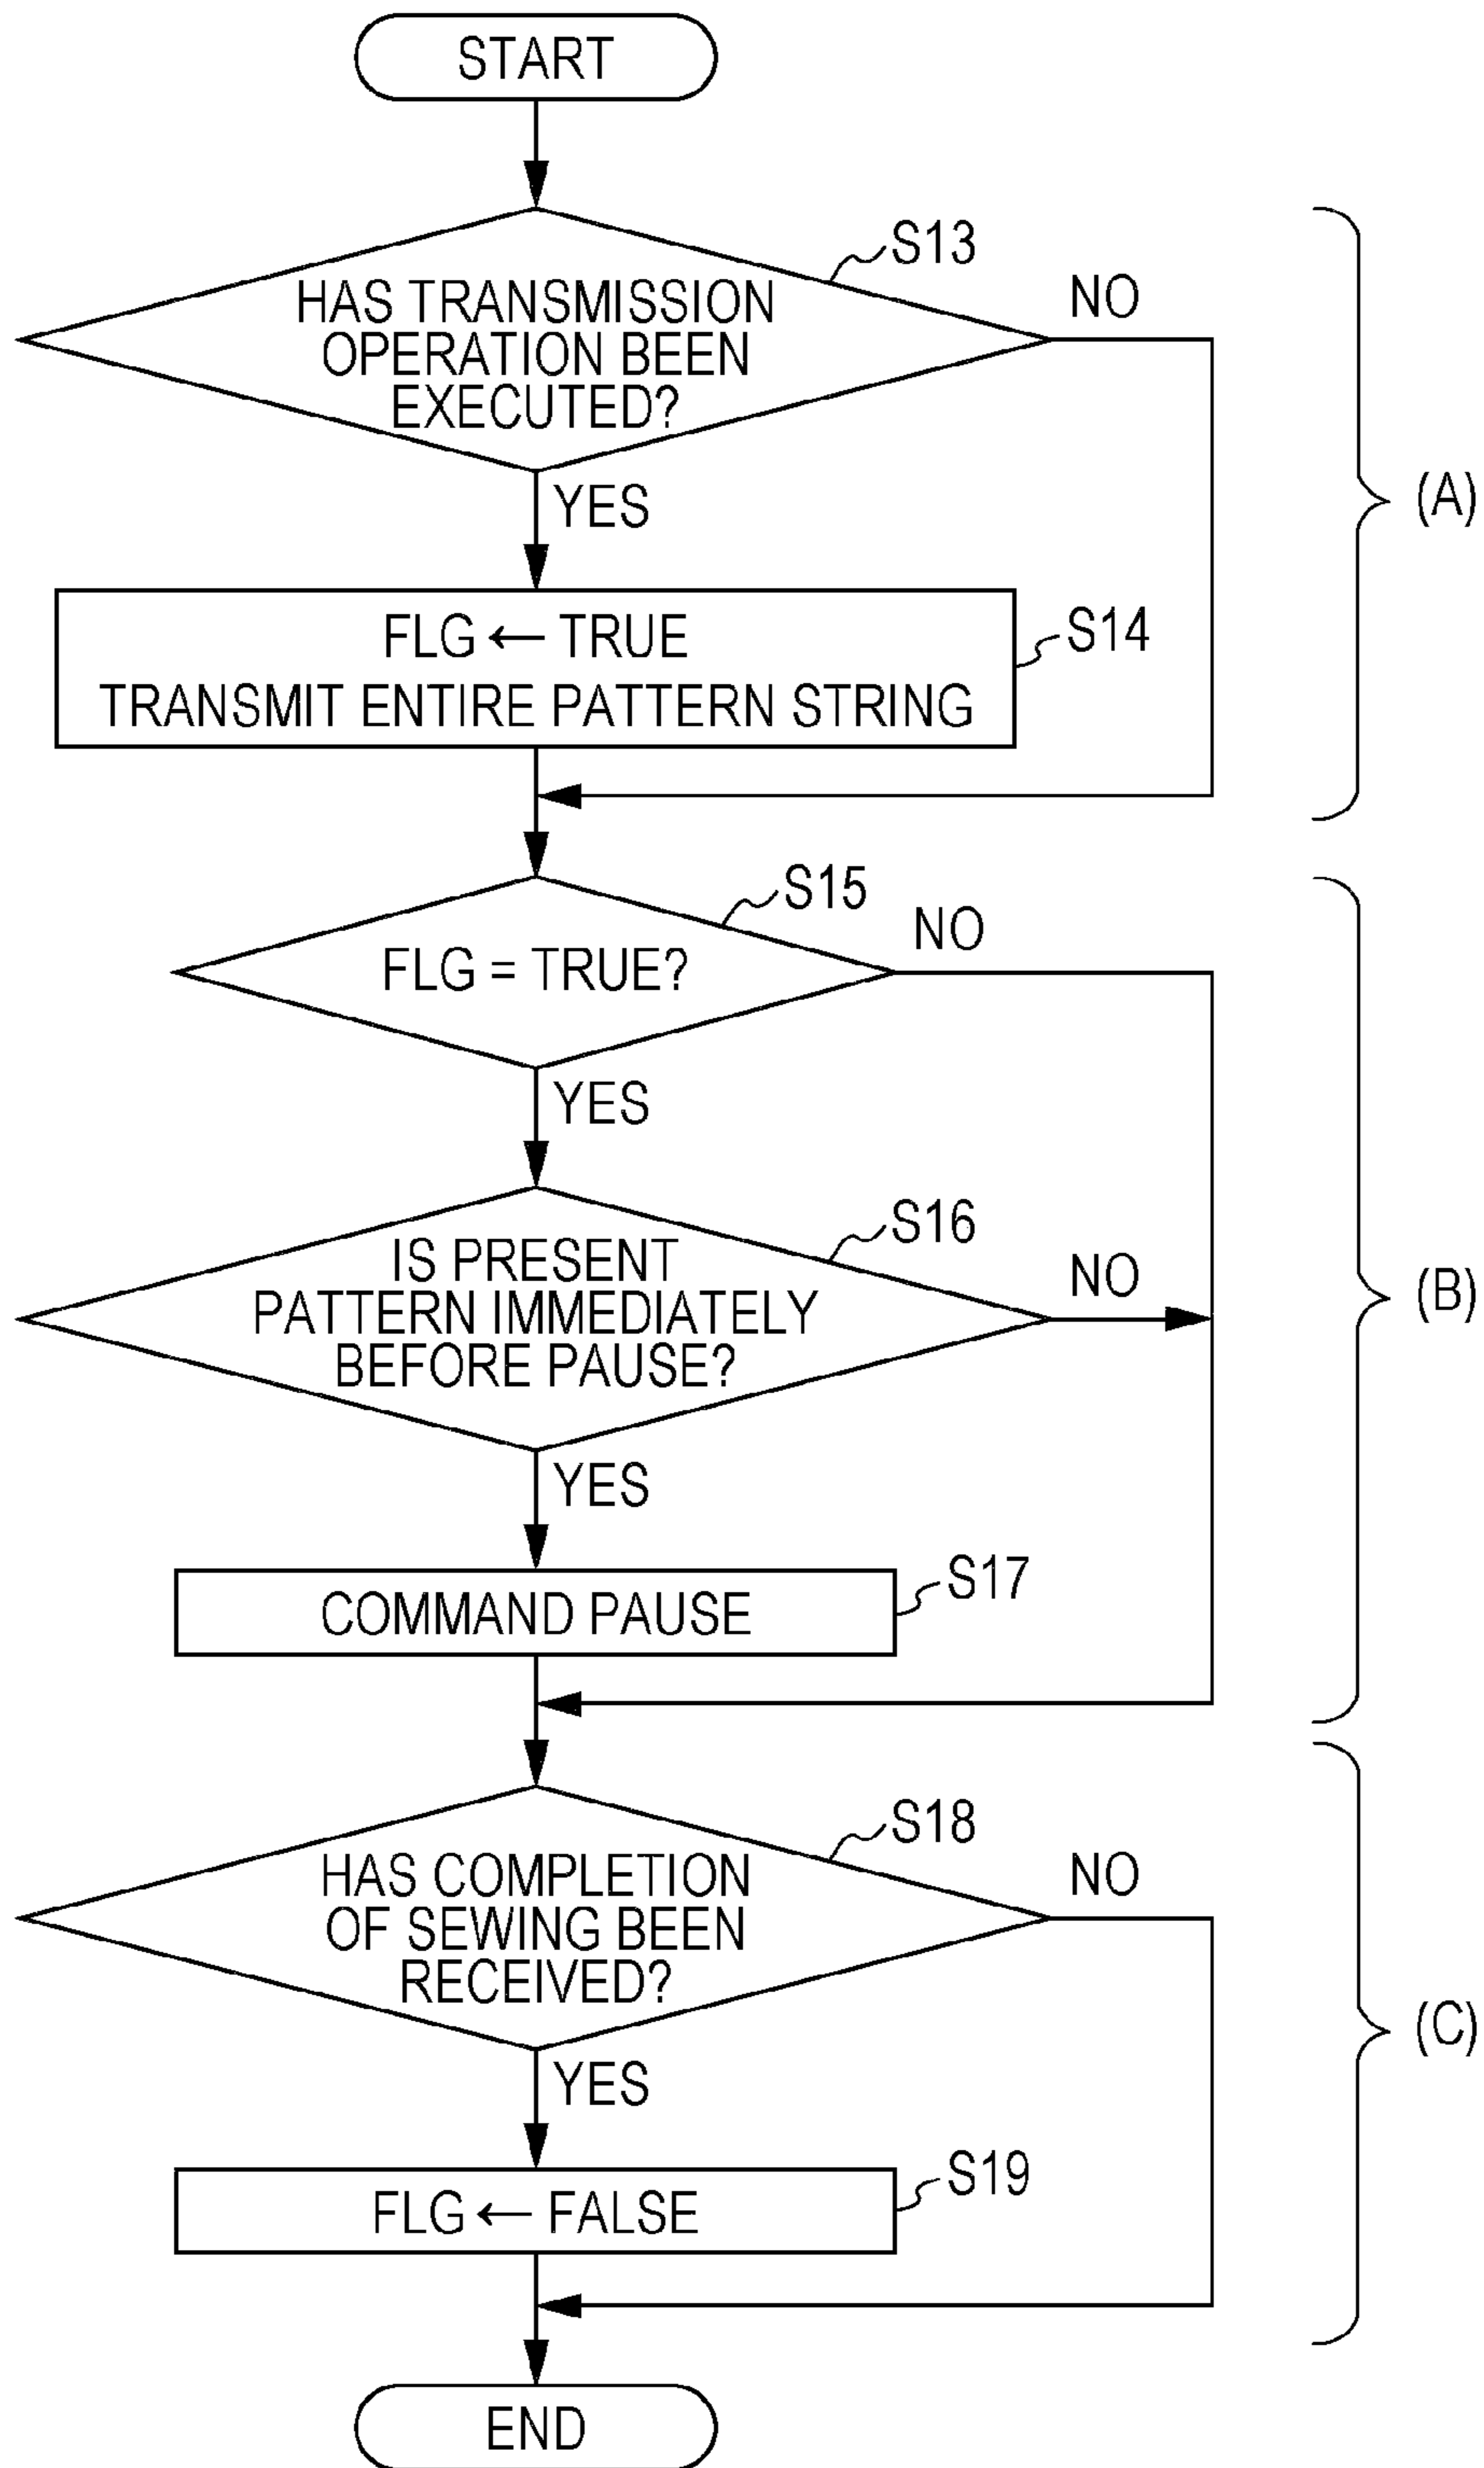 START
S13
NO
HAS TRANSMISSION
OPERATION BEEN
EXECUTED?
(A)
YES
FLG ← TRUE
TRANSMIT ENTIRE PATTERN STRING
S14
S15
NO
FLG = TRUE?
YES
S16
IS PRESENT
PATTERN IMMEDIATELY
BEFORE PAUSE?
NO
(B)
YES
COMMAND PAUSE
S17
S18
NO
HAS COMPLETION
OF SEWING BEEN
RECEIVED?
(C)
YES
FLG ← FALSE
S19
END